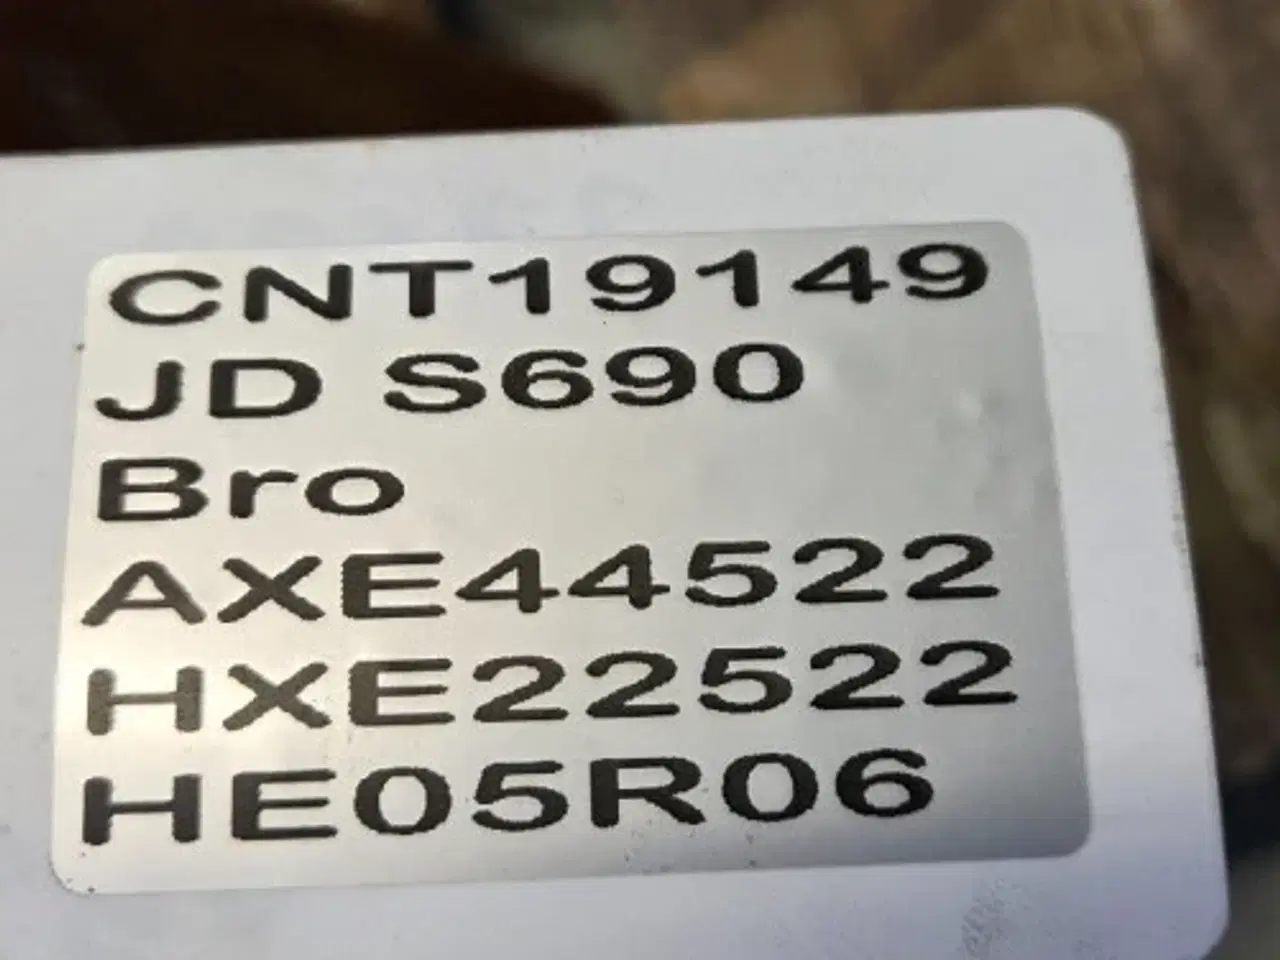 CNT19149
JD S690
Bro
AXE44522
HXE22522
HE05R06